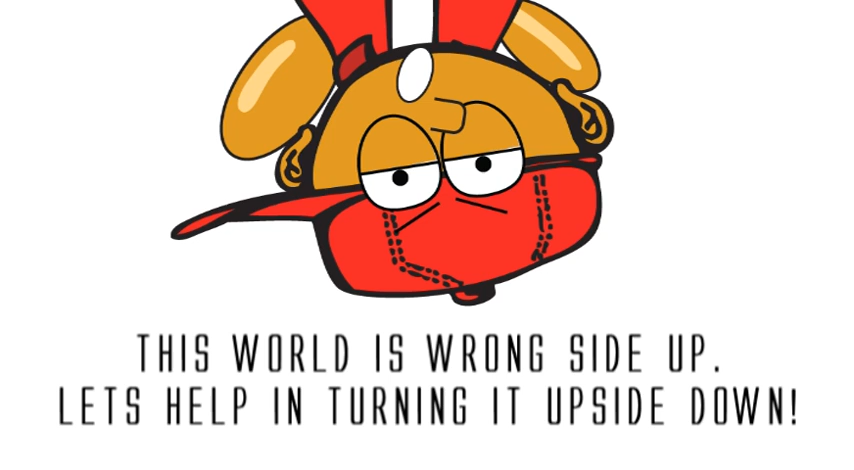 THIS WORLD IS WRONG SIDE UP.
LETS HELP IN TURNING IT UPSIDE DOWN!